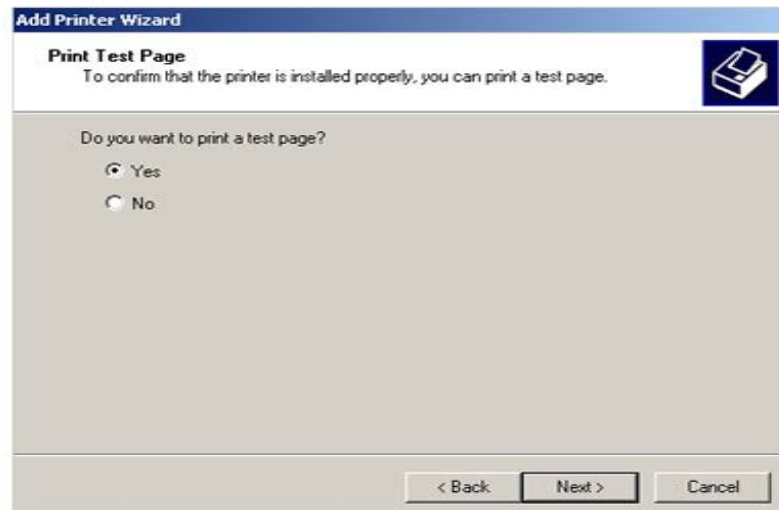 Add Printer Wizard
Print Test Page
To confirm that the printer is installed properly, you can print a test page.
Do you want to print a test page?
Yes
No
< Back
Next >
Cancel